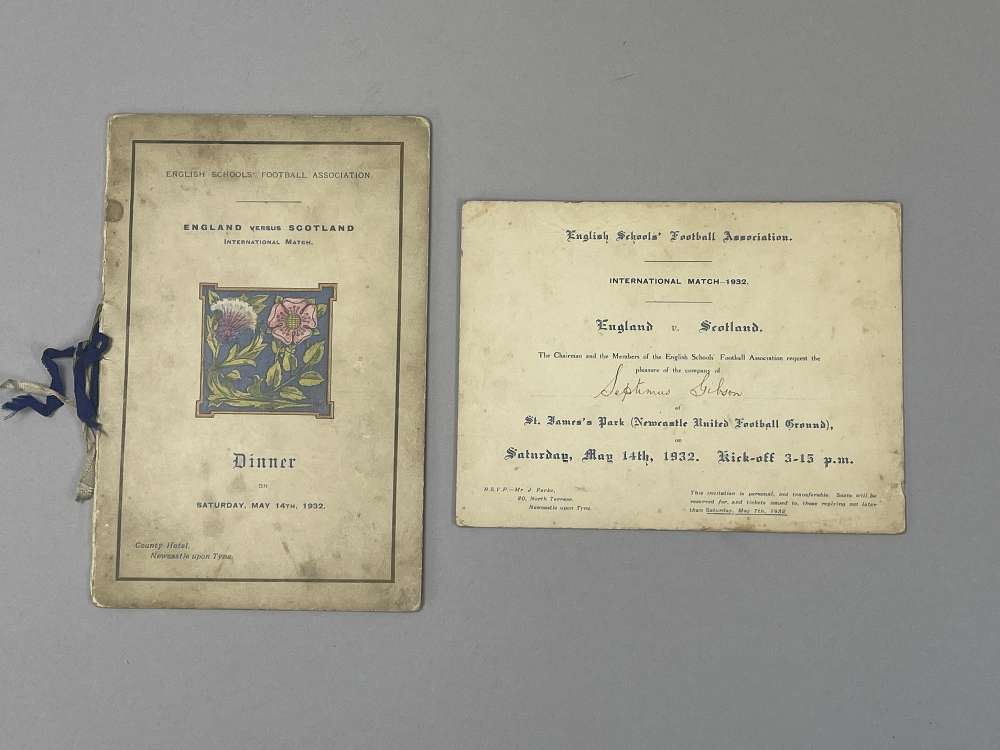 ENGLISH SCHOOLS' FOOTBALL ASSOCIATION.
ENGLAND VERSUS SCOTLAND
INTERNATIONAL MATCH.
Dinner
ON
SATURDAY, MAY 14TH, 1932.
County Hotel,
Newcastle upon Tyne.
English Schools' Football Association.
INTERNATIONAL MATCH—1932.
England v. Scotland.
The Chairman and the Members of the English Schools' Football Association request the
pleasure of the company of
Septimus Gibson
at
St. James's Park (Newcastle United Football Ground),
on
Saturday, May 14th, 1932. Kick-off 3-15 p.m.
R.S.V.P.—Mr J.
20, North Terrace,
Newcastle upon Tyne
This invitation is personal, not transferable. Seats will be
reserved for, and tickets issued to, those replying not later
than Saturday, May 7th, 1932.